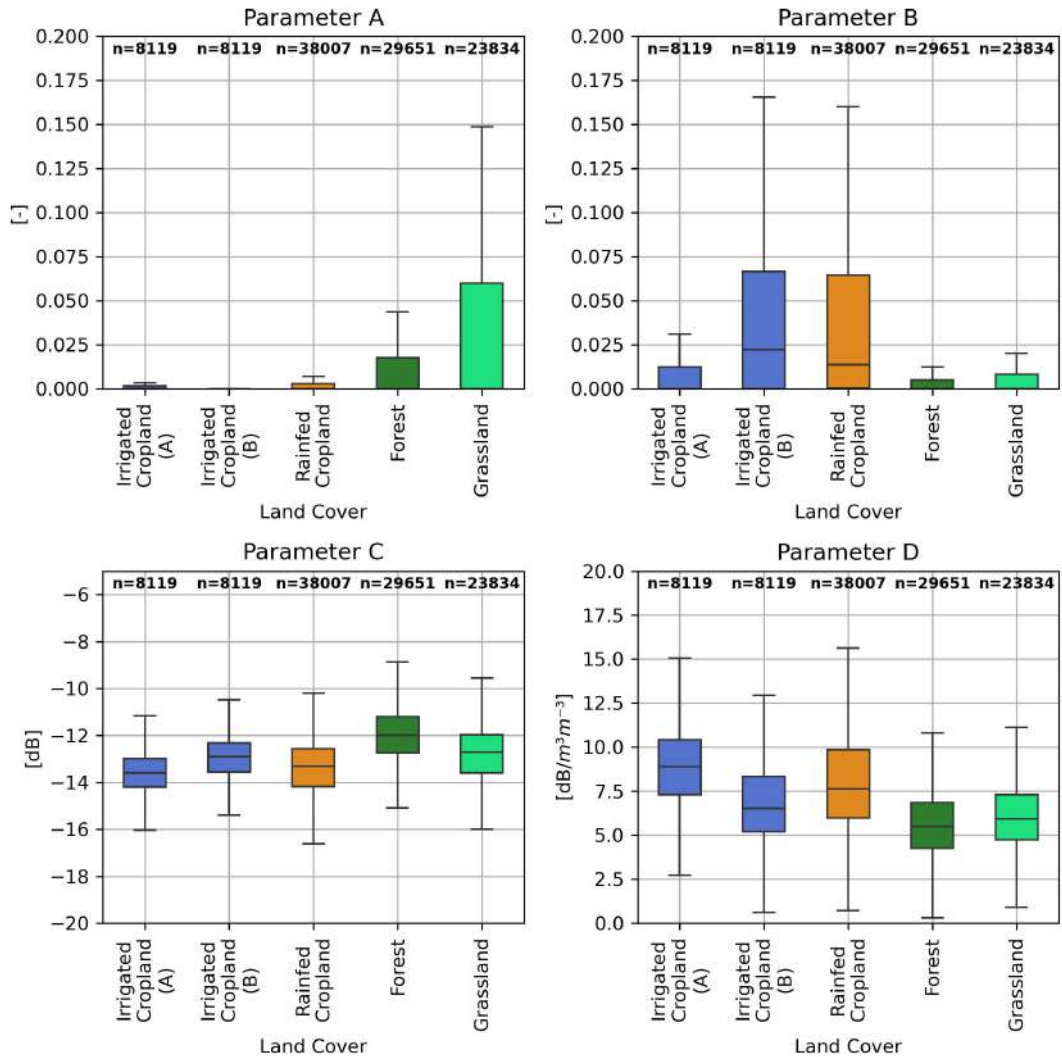 Parameter A
n=8119 n=8119 n=38007 n=29651 n=23834
0.200
0.175
0.150
0.125
0.100
0.075
0.050
0.025
0.000
[-]
Irrigated Cropland (A)
Irrigated Cropland (B)
Rainfed Cropland
Forest
Grassland
Land Cover
Parameter B
n=8119 n=8119 n=38007 n=29651 n=23834
0.200
0.175
0.150
0.125
0.100
0.075
0.050
0.025
0.000
[-]
Irrigated Cropland (A)
Irrigated Cropland (B)
Rainfed Cropland
Forest
Grassland
Land Cover
Parameter C
n=8119 n=8119 n=38007 n=29651 n=23834
−6
−8
−10
−12
−14
−16
−18
−20
[dB]
Irrigated Cropland (A)
Irrigated Cropland (B)
Rainfed Cropland
Forest
Grassland
Land Cover
Parameter D
n=8119 n=8119 n=38007 n=29651 n=23834
20.0
17.5
15.0
12.5
10.0
7.5
5.0
2.5
0.0
[dB/m³m⁻³]
Irrigated Cropland (A)
Irrigated Cropland (B)
Rainfed Cropland
Forest
Grassland
Land Cover